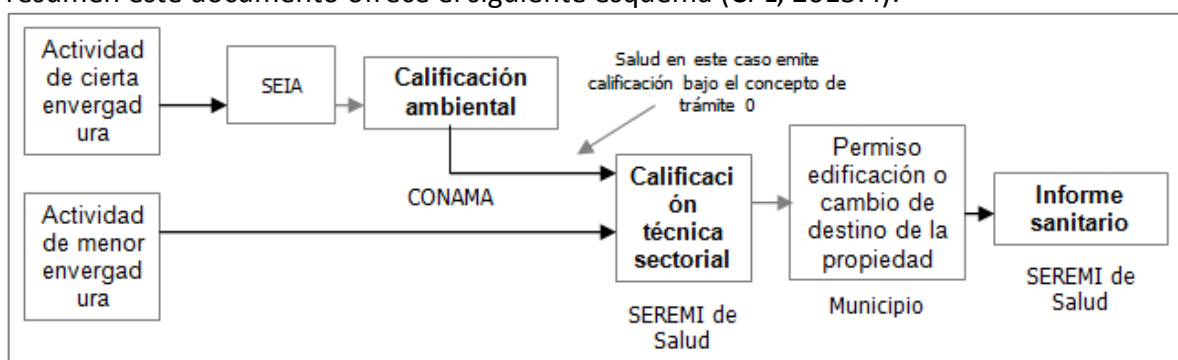 resumen este documento ofrece el siguiente esquema (CPL, 2013:4):
Actividad
de cierta
envergad
ura
SEIA
Calificación
ambiental
Salud en este caso emite
calificación bajo el concepto de
trámite 0
CONAMA
Actividad
de menor
envergad
ura
Calificaci
ón
técnica
sectorial
SEREMI de
Salud
Permiso
edificación o
cambio de
destino de la
propiedad
Municipio
Informe
sanitario
SEREMI de
Salud